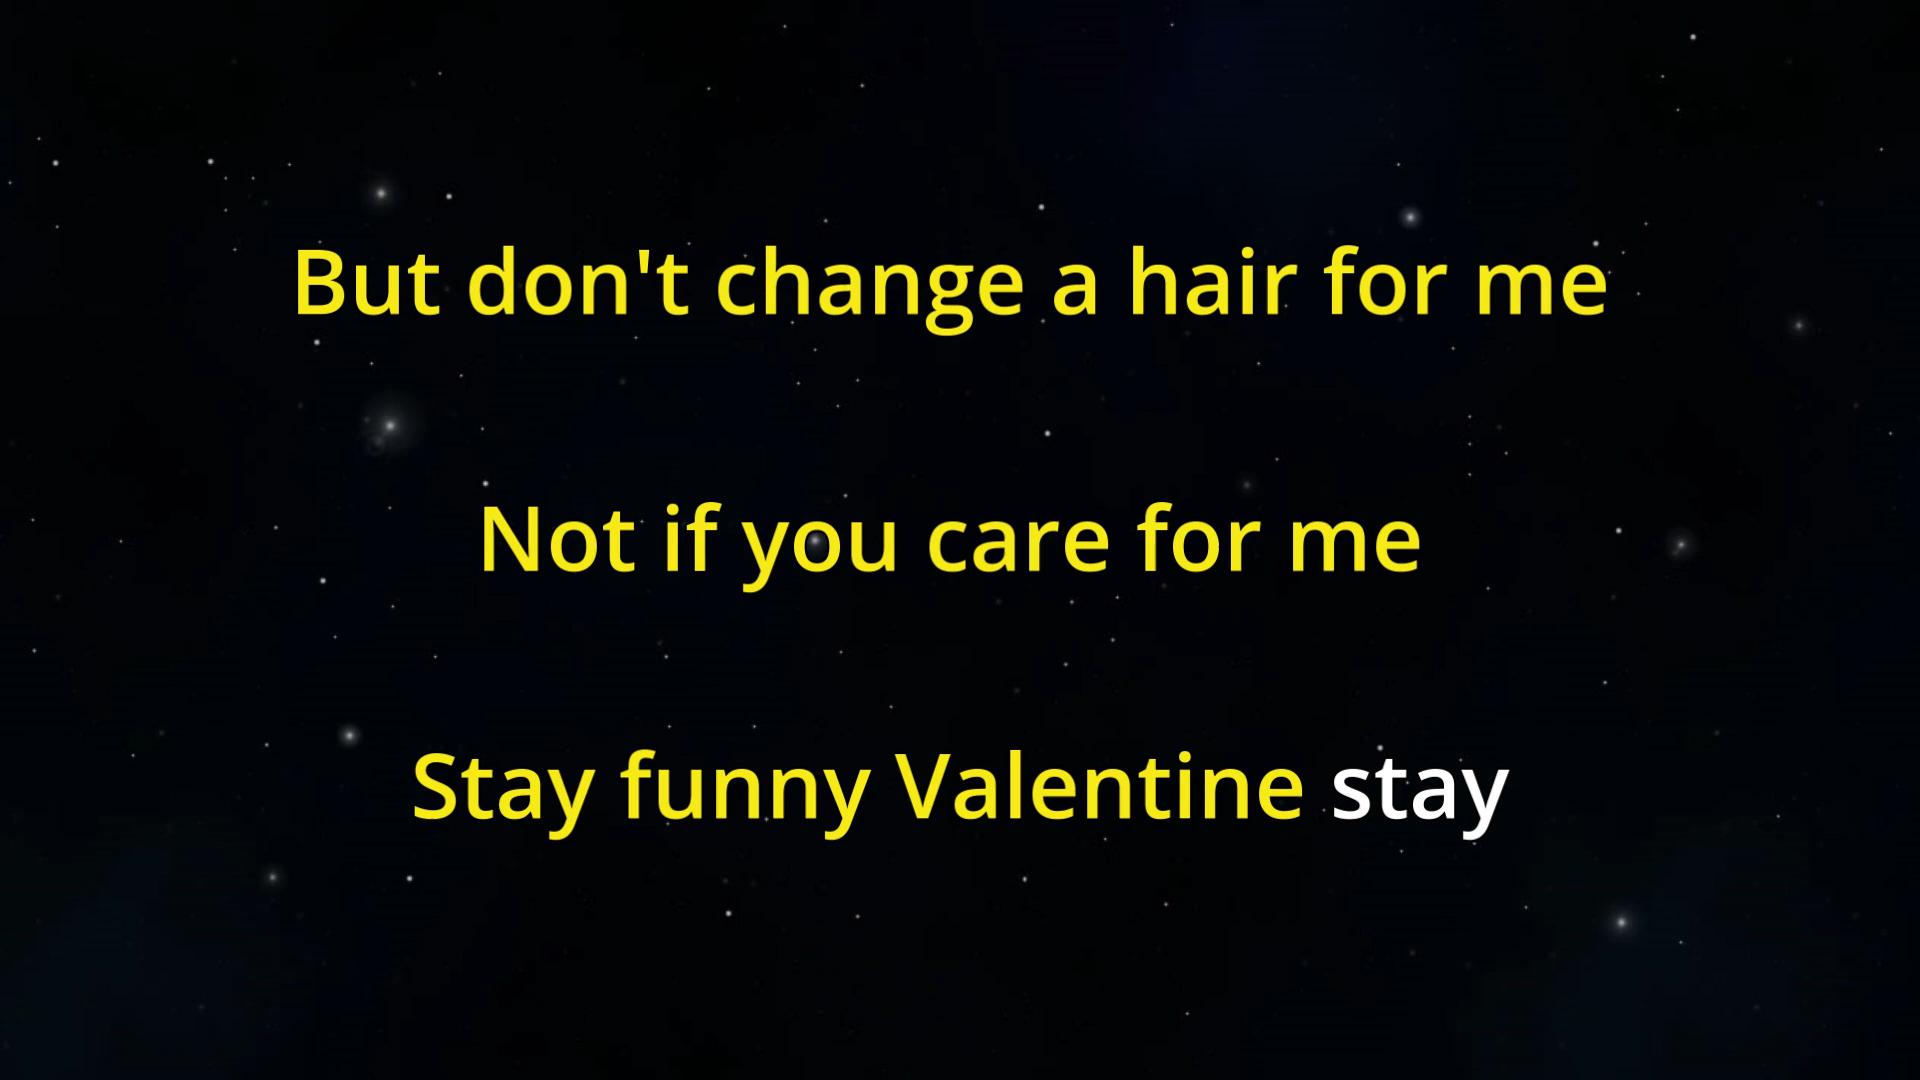 But don't change a hair for me
Not if you care for me
Stay funny Valentine stay